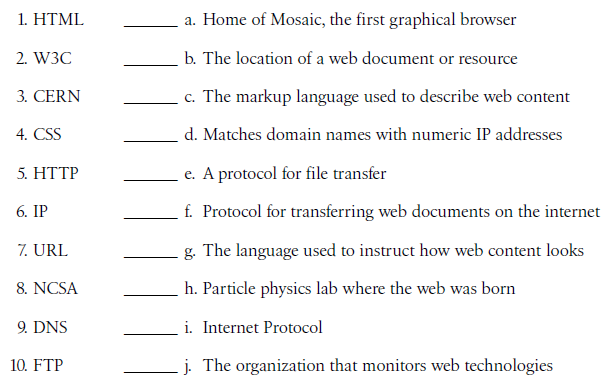 1. HTML ______ a. Home of Mosaic, the first graphical browser
2. W3C ______ b. The location of a web document or resource
3. CERN ______ c. The markup language used to describe web content
4. CSS ______ d. Matches domain names with numeric IP addresses
5. HTTP ______ e. A protocol for file transfer
6. IP ______ f. Protocol for transferring web documents on the internet
7. URL ______ g. The language used to instruct how web content looks
8. NCSA ______ h. Particle physics lab where the web was born
9. DNS ______ i. Internet Protocol
10. FTP ______ j. The organization that monitors web technologies